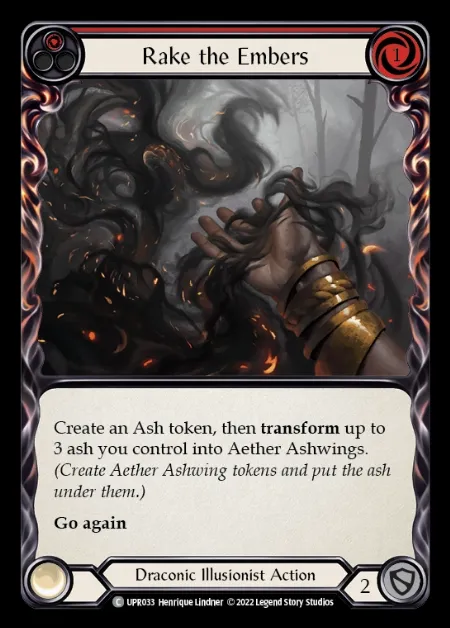 Rake the Embers
1
Create an Ash token, then transform up to
3 ash you control into Aether Ashwings.
(Create Aether Ashwing tokens and put the ash
under them.)
Go again
Draconic Illusionist Action
2
C UPR033 Henrique Lindner © 2022 Legend Story Studios